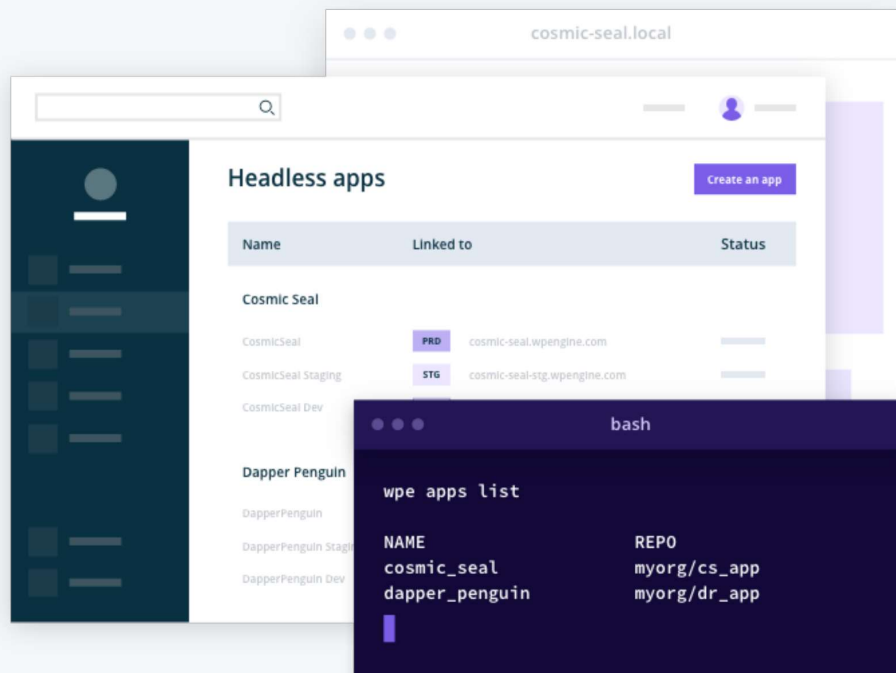 cosmic-seal.local
Headless apps
Create an app
Name Linked to Status
Cosmic Seal
CosmicSeal PRD cosmic-seal.wpengine.com
CosmicSeal Staging STG cosmic-seal-stg.wpengine.com
CosmicSeal Dev
Dapper Penguin
DapperPenguin
DapperPenguin Stagi
DapperPenguin Dev
bash
wpe apps list
NAME REPO
cosmic_seal myorg/cs_app
dapper_penguin myorg/dr_app